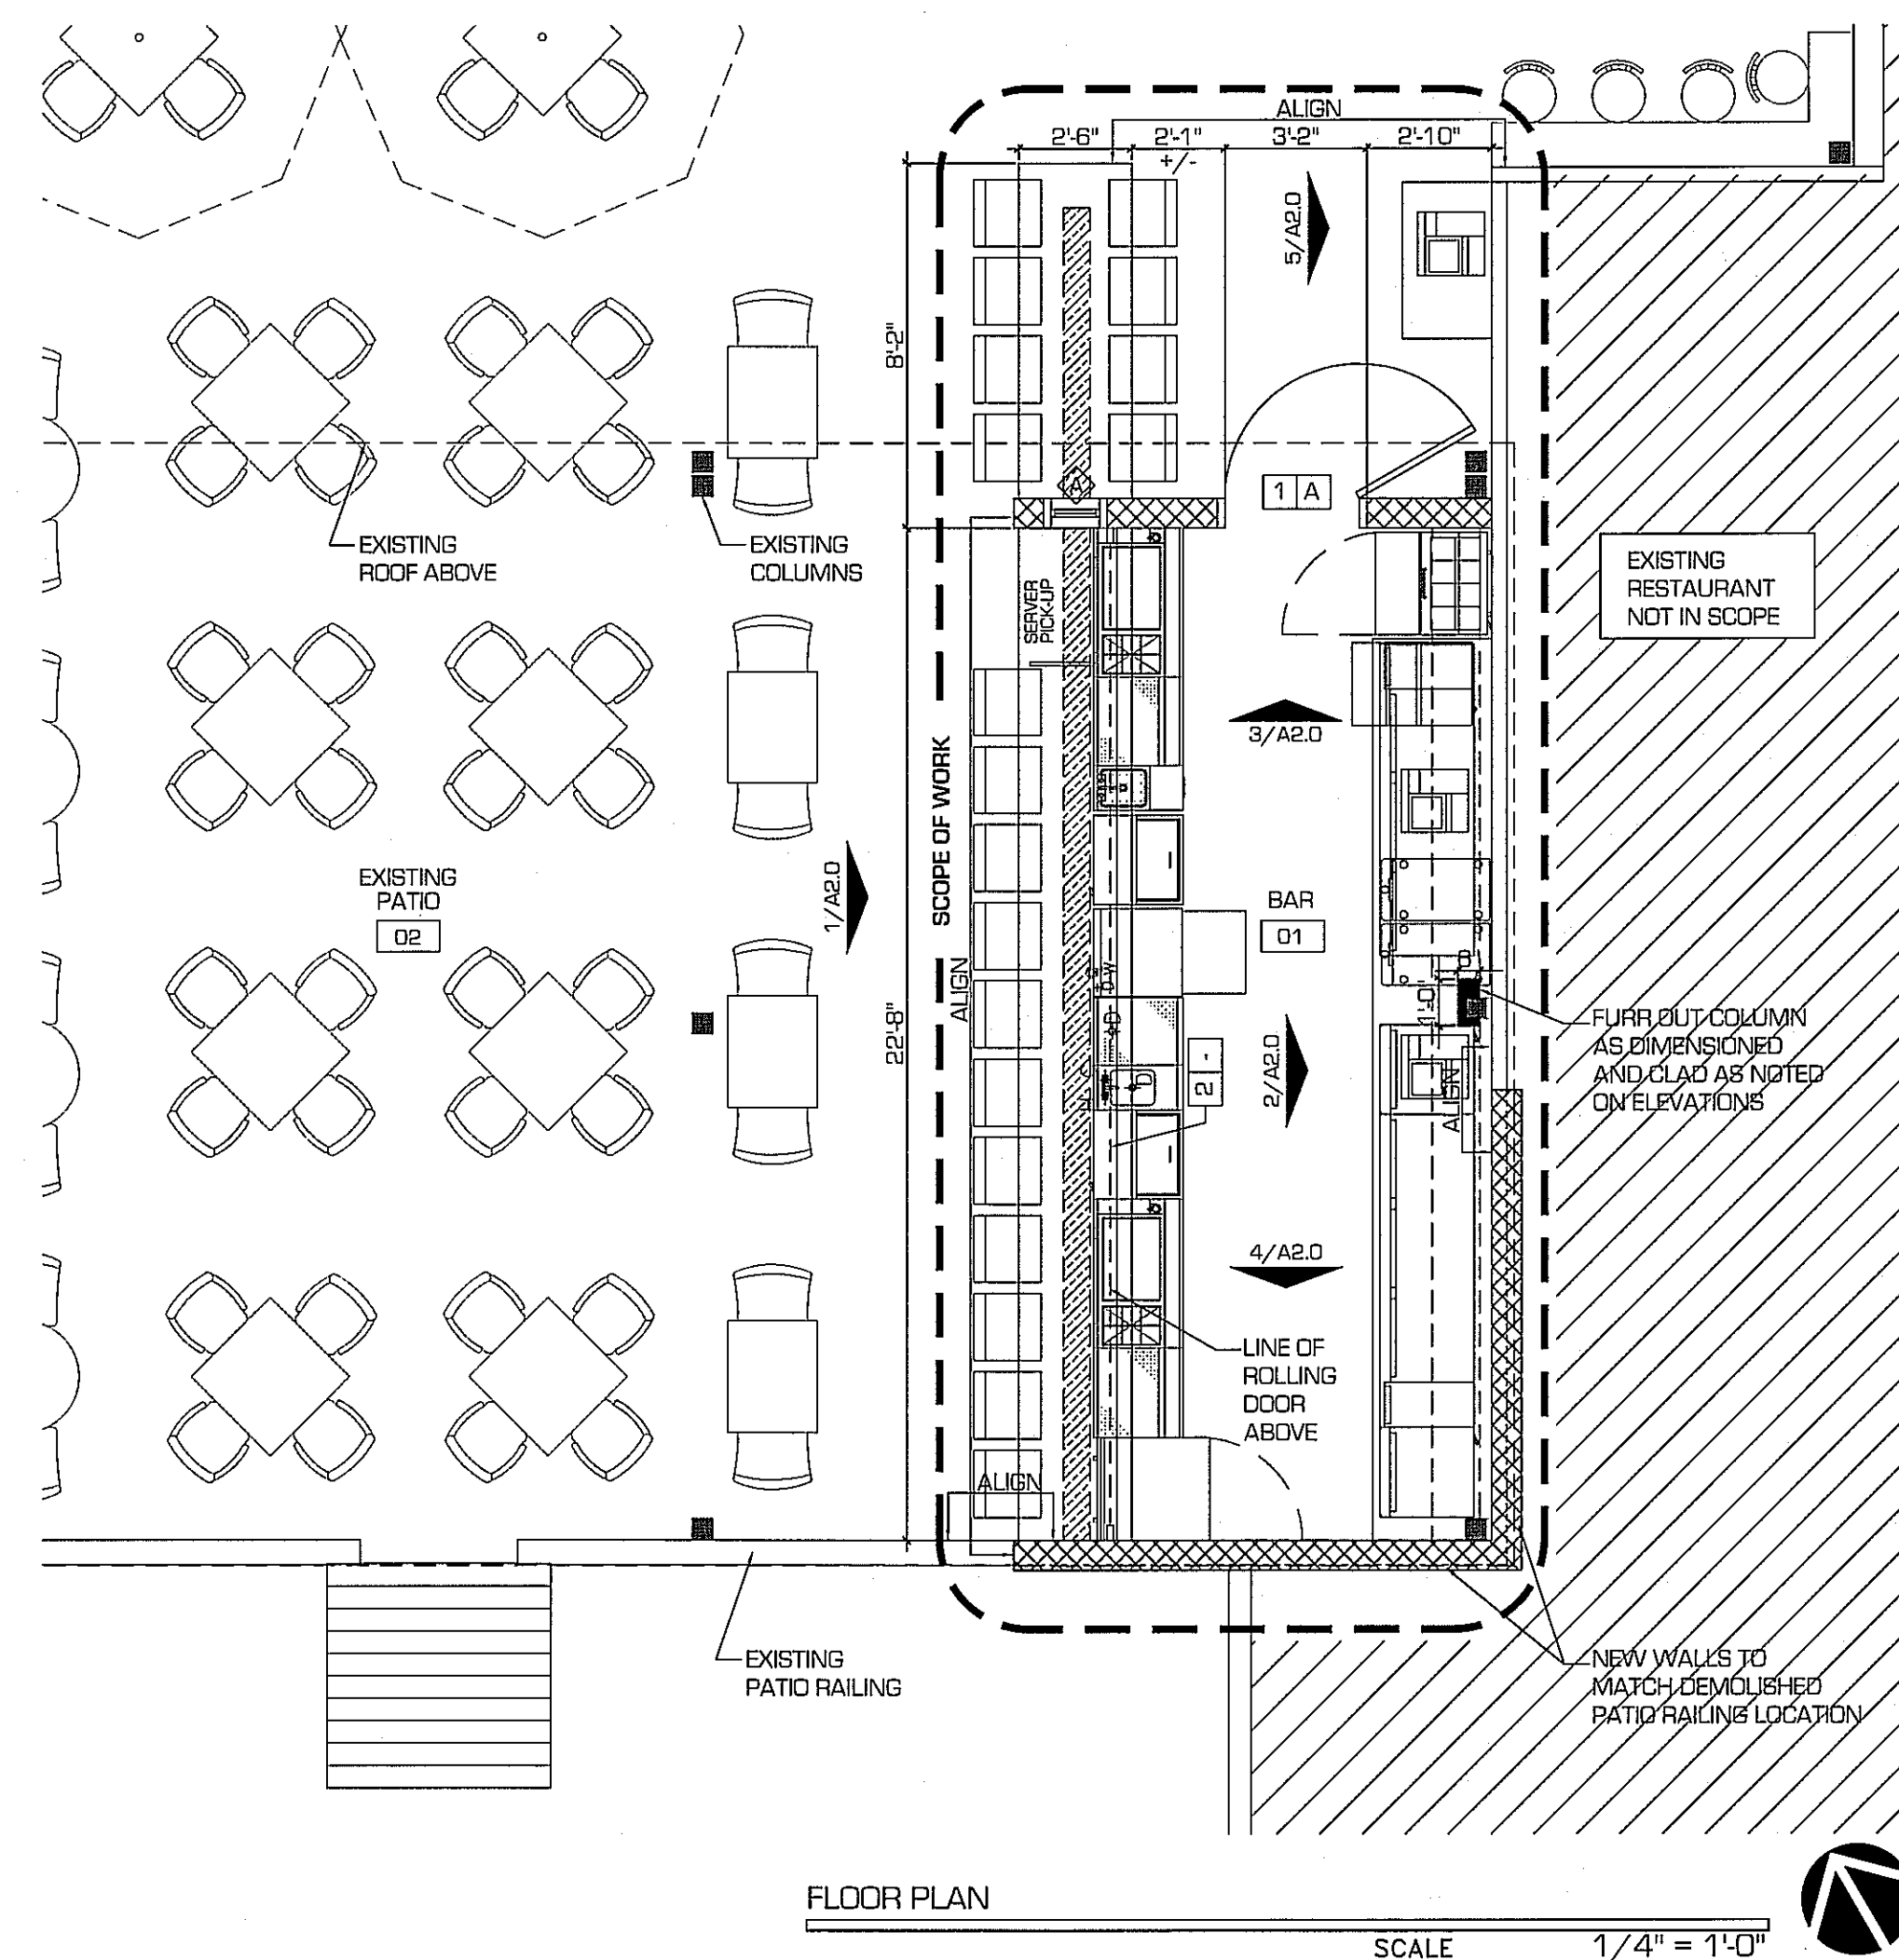 ALIGN
2'-6"
2'-1"
+/-
3'-2"
2'-10"
5/A2.0
8'-2"
A
1 A
EXISTING
ROOF ABOVE
EXISTING
COLUMNS
SERVER
PICK-UP
EXISTING
RESTAURANT
NOT IN SCOPE
3/A2.0
SCOPE OF WORK
EXISTING
PATIO
02
1/A2.0
BAR
01
ALIGN
22'-8"
D.W.
D
D
2 -
2/A2.0
1'-0"
8"
ALIGN
FURR OUT COLUMN
AS DIMENSIONED
AND CLAD AS NOTED
ON ELEVATIONS
4/A2.0
LINE OF
ROLLING
DOOR
ABOVE
ALIGN
EXISTING
PATIO RAILING
NEW WALLS TO
MATCH DEMOLISHED
PATIO RAILING LOCATION
FLOOR PLAN
SCALE 1/4" = 1'-0"